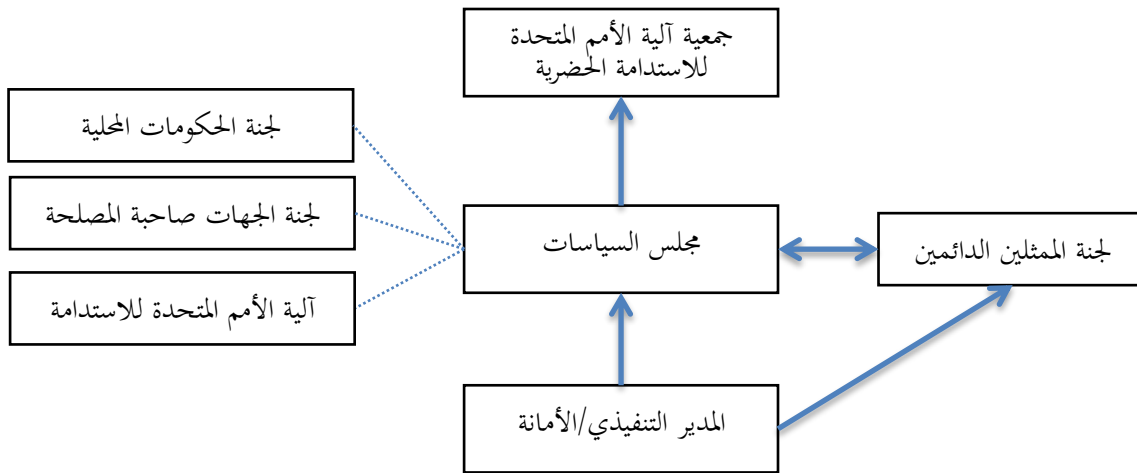 جمعية آلية الأمم المتحدة
للاستدامة الحضرية
لجنة الحكومات المحلية
لجنة الجهات صاحبة المصلحة
مجلس السياسات
لجنة الممثلين الدائمين
آلية الأمم المتحدة للاستدامة
المدير التنفيذي/الأمانة